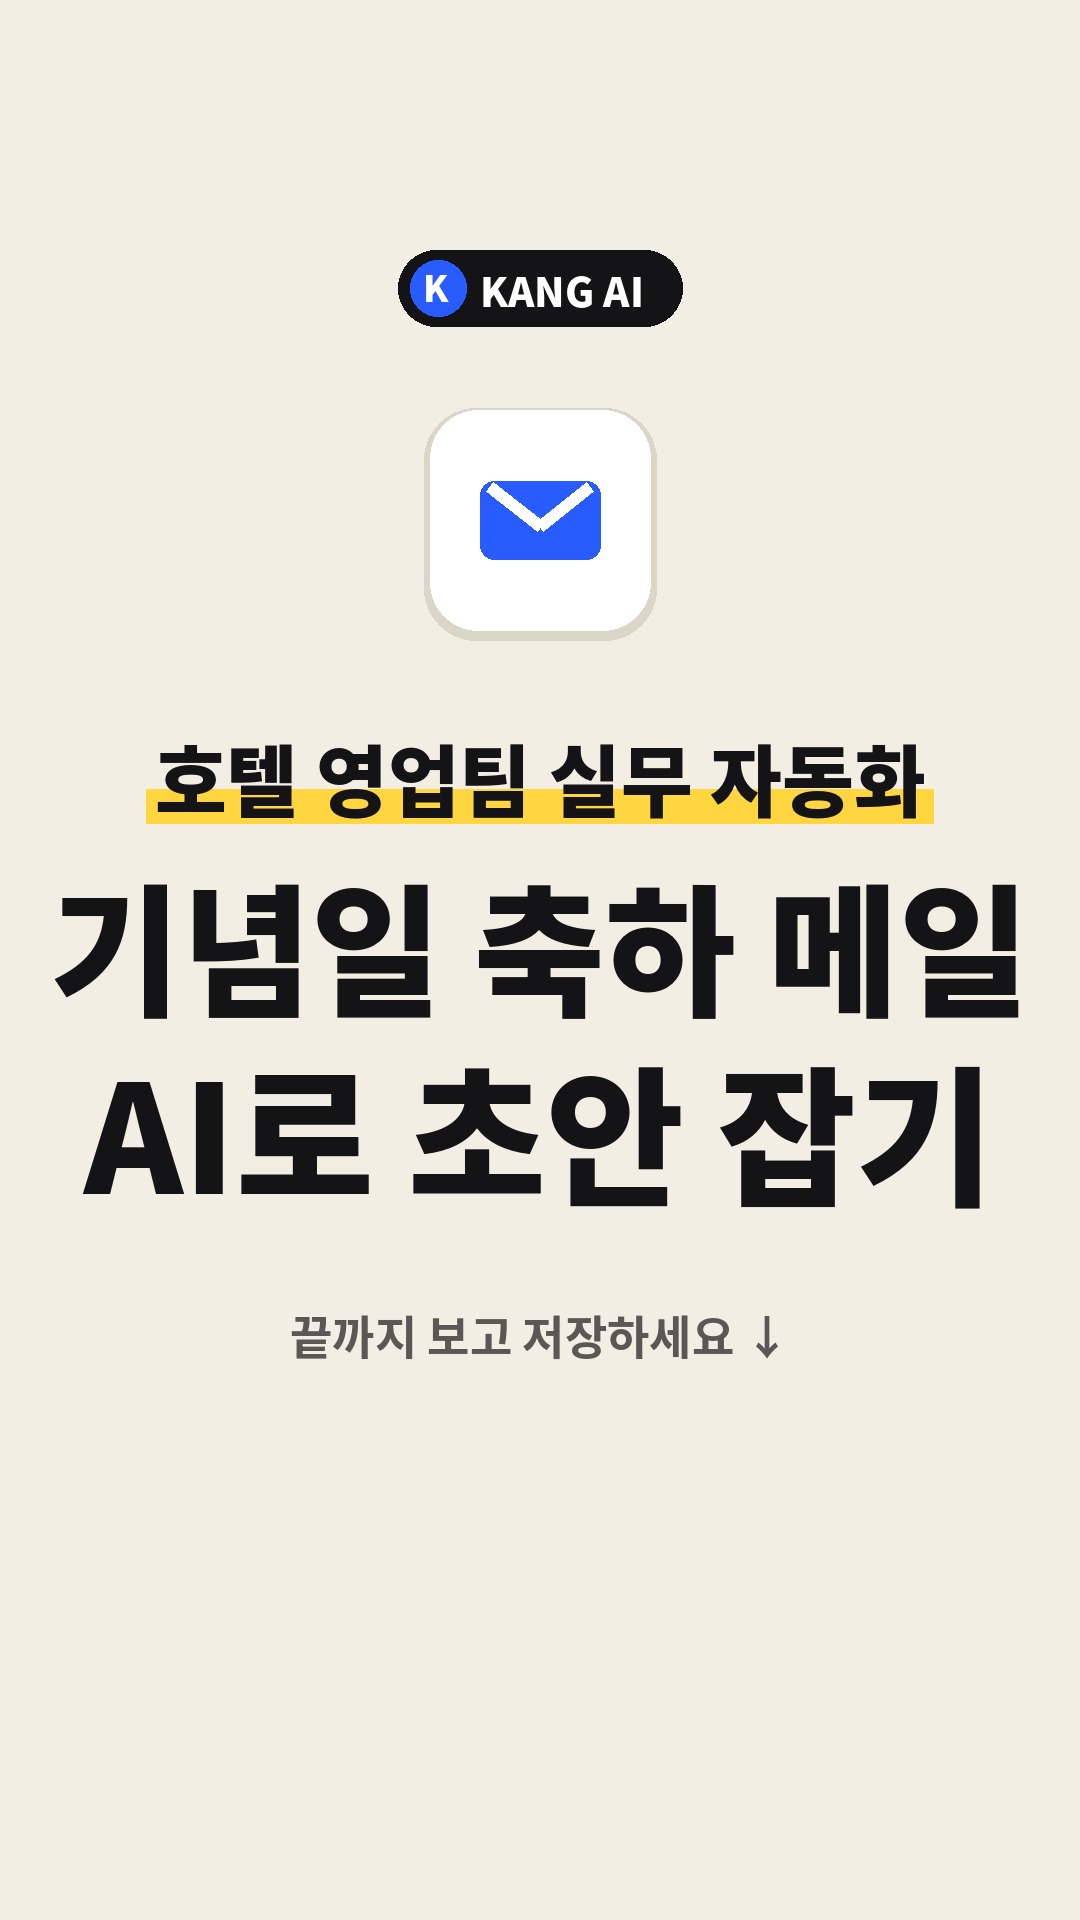 K KANG AI
호텔 영업팀 실무 자동화
기념일 축하 메일
AI로 초안 잡기
끝까지 보고 저장하세요 ↓